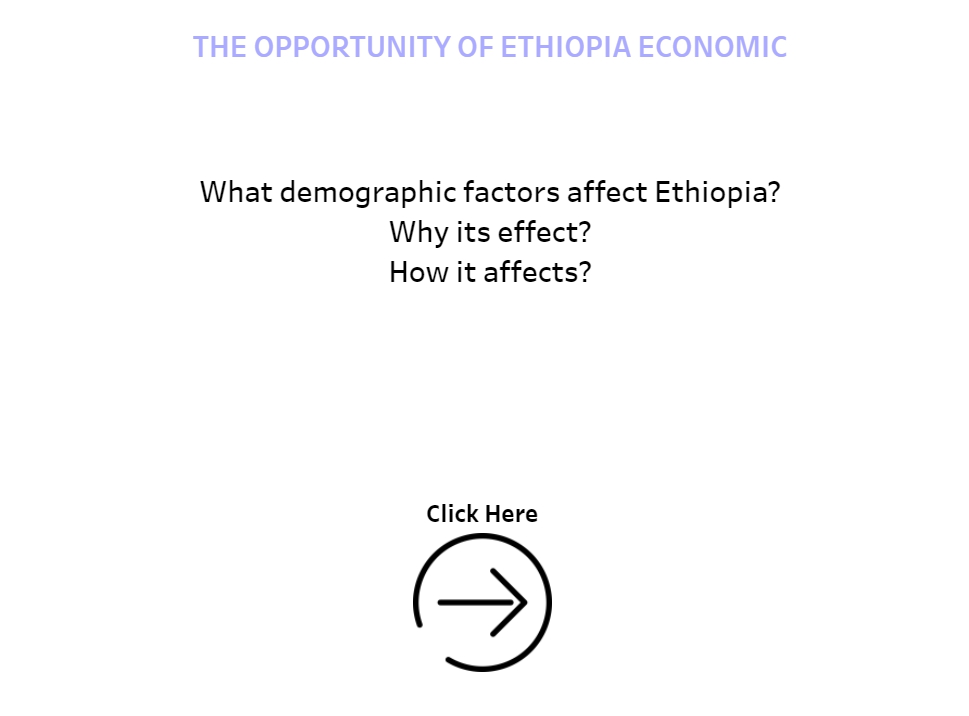 THE OPPORTUNITY OF ETHIOPIA ECONOMIC
What demographic factors affect Ethiopia?
Why its effect?
How it affects?
Click Here